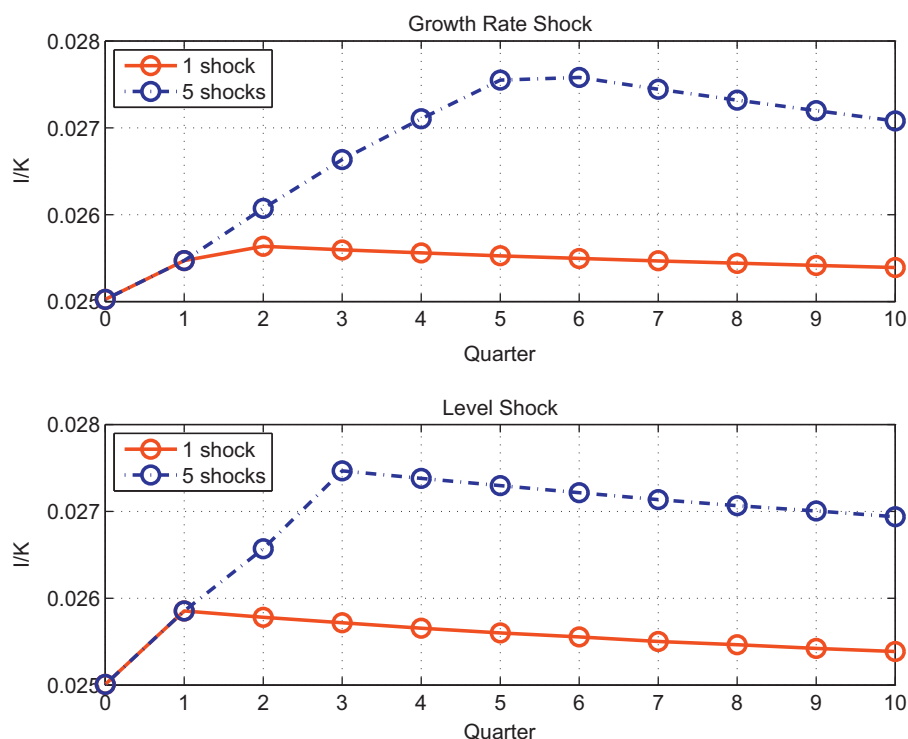 Growth Rate Shock
0.028
0.027
0.026
0.025
I/K
1 shock
5 shocks
0 1 2 3 4 5 6 7 8 9 10
Quarter
Level Shock
0.028
0.027
0.026
0.025
I/K
1 shock
5 shocks
0 1 2 3 4 5 6 7 8 9 10
Quarter